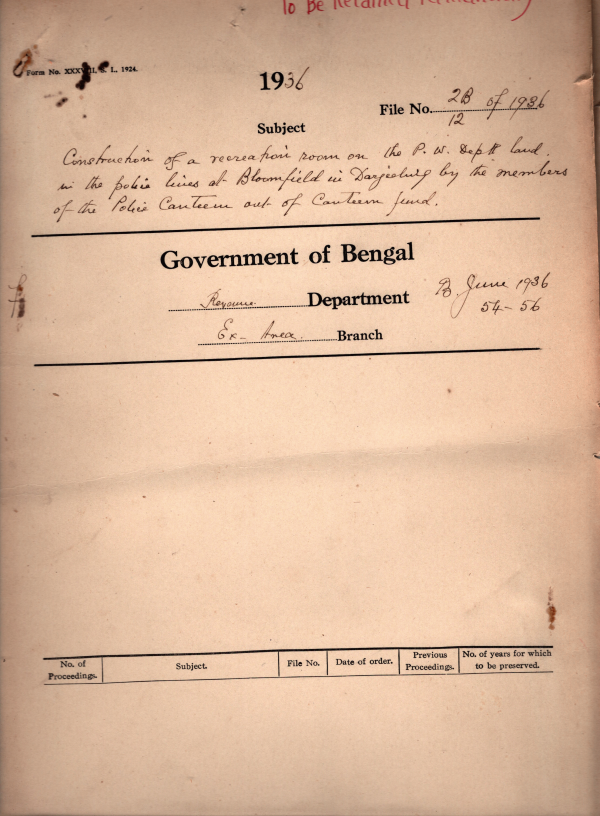 To Be Retained Permanently
Form No. XXXVIII, S. L. 1924.
1936
File No. 2B/12 of 1936
Subject
Construction of a recreation room on the P. W. Deptt land
in the police lines at Bloomfield in Darjeeling by the members
of the Police Canteen out of Canteen fund.
Government of Bengal
Revenue Department
B. June 1936
54-56
Ex- Area Branch
No. of
Proceedings.
Subject.
File No.
Date of order.
Previous
Proceedings.
No. of years for which
to be preserved.